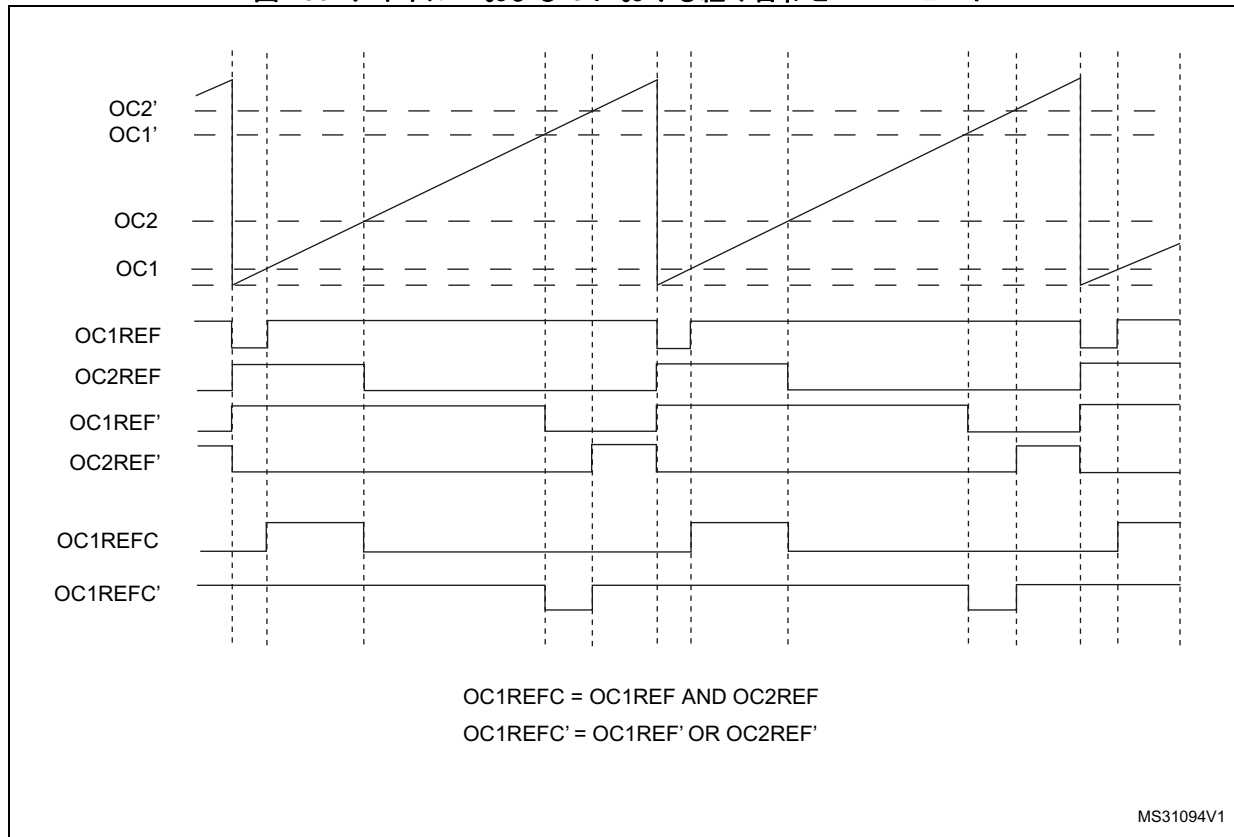 OC2’
OC1’
OC2
OC1
OC1REF
OC2REF
OC1REF’
OC2REF’
OC1REFC
OC1REFC’
OC1REFC = OC1REF AND OC2REF
OC1REFC’ = OC1REF’ OR OC2REF’
MS31094V1